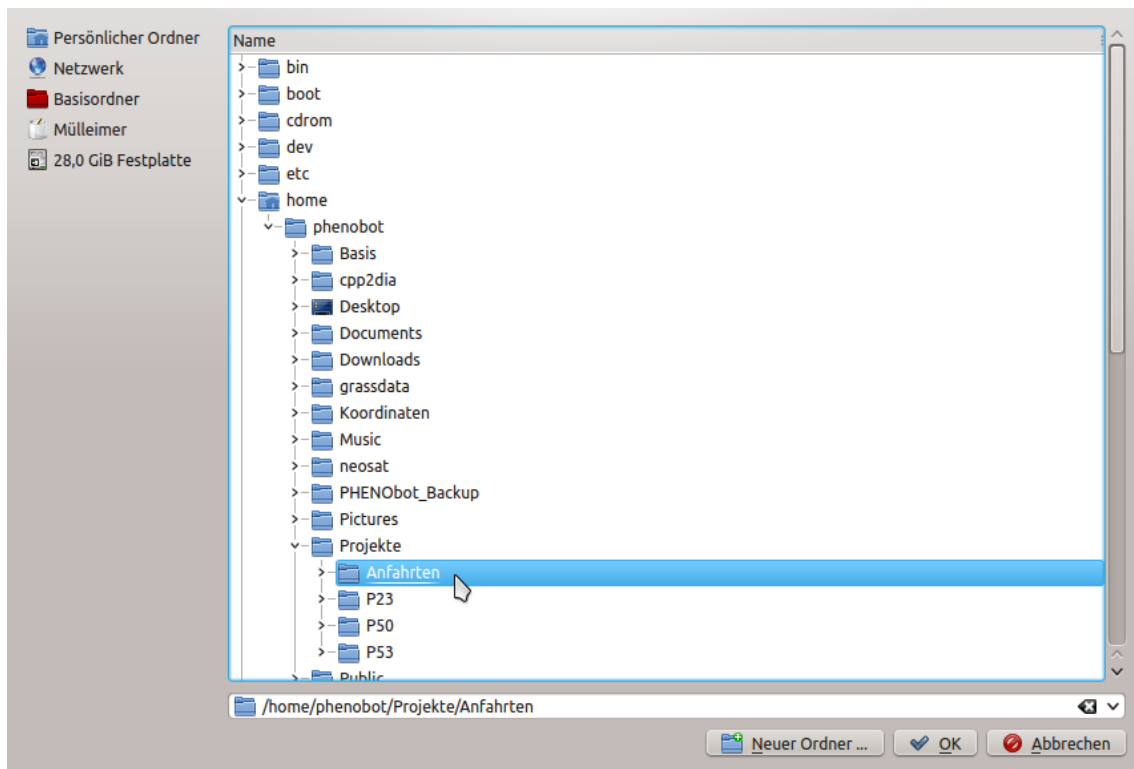 Persönlicher Ordner
Netzwerk
Basisordner
Mülleimer
28,0 GiB Festplatte
Name
bin
boot
cdrom
dev
etc
home
phenobot
Basis
cpp2dia
Desktop
Documents
Downloads
grassdata
Koordinaten
Music
neosat
PHENObot_Backup
Pictures
Projekte
Anfahrten
P23
P50
P53
Public
/home/phenobot/Projekte/Anfahrten
Neuer Ordner ... OK Abbrechen